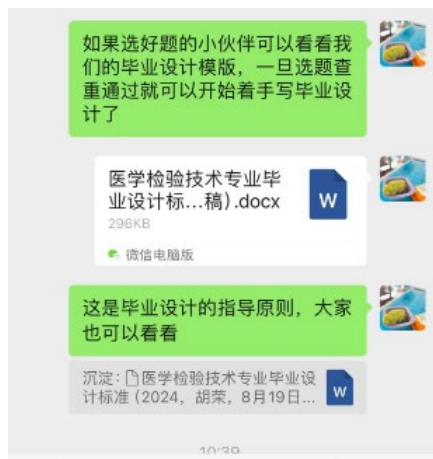 如果选好题的小伙伴可以看看我
们的毕业设计模版，一旦选题查
重通过就可以开始着手写毕业设
计了
医学检验技术专业毕
业设计标...稿）.docx
W
296KB
微信电脑版
这是毕业设计的指导原则，大家
也可以看看
沉淀：医学检验技术专业毕业设
计标准（2024，胡荣，8月19日...
W
10:39